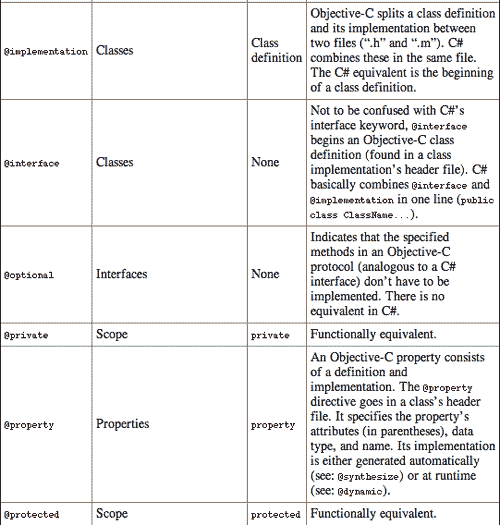 @implementation Classes Class definition
Objective-C splits a class definition
and its implementation between
two files (“.h” and “.m”). C#
combines these in the same file.
The C# equivalent is the beginning
of a class definition.
@interface Classes None
Not to be confused with C#'s
interface keyword, @interface
begins an Objective-C class
definition (found in a class
implementation's header file). C#
basically combines @interface and
@implementation in one line (public
class ClassName...).
@optional Interfaces None
Indicates that the specified
methods in an Objective-C
protocol (analogous to a C#
interface) don't have to be
implemented. There is no
equivalent in C#.
@private Scope private Functionally equivalent.
@property Properties property
An Objective-C property consists
of a definition and
implementation. The @property
directive goes in a class's header
file. It specifies the property's
attributes (in parentheses), data
type, and name. Its implementation
is either generated automatically
(see: @synthesize) or at runtime
(see: @dynamic).
@protected Scope protected Functionally equivalent.